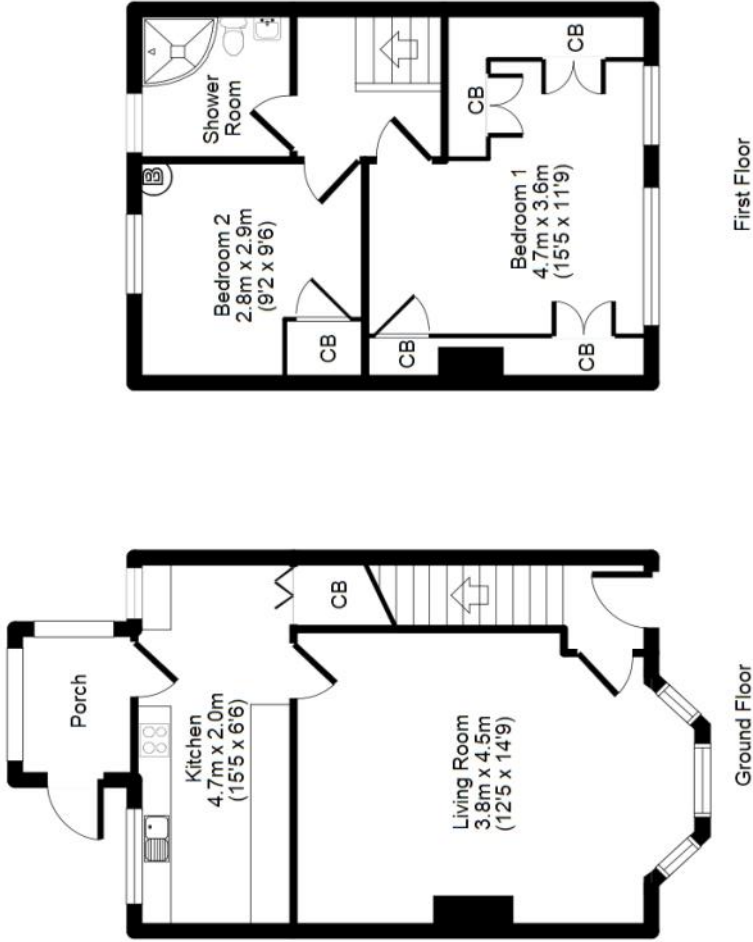 First Floor
Shower
Room
CB
CB
B
Bedroom 2
2.8m x 2.9m
(9'2 x 9'6)
Bedroom 1
4.7m x 3.6m
(15'5 x 11'9)
CB
CB
CB
Ground Floor
Porch
Kitchen
4.7m x 2.0m
(15'5 x 6'6)
CB
Living Room
3.8m x 4.5m
(12'5 x 14'9)